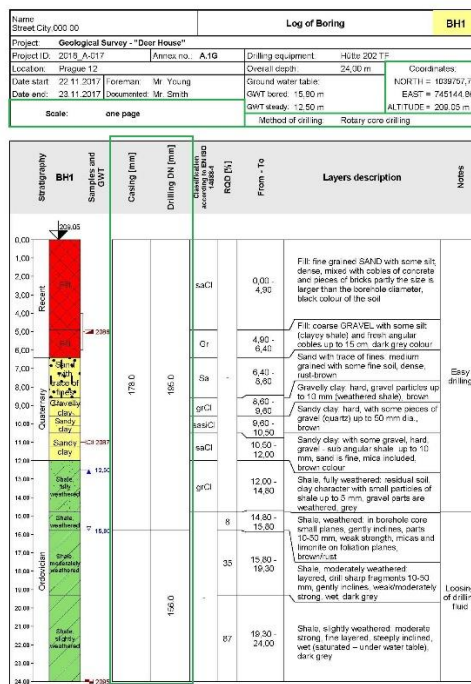 Name
Street City,000 00
Log of Boring
BH1
Project: Geological Survey - "Deer House"
Project ID: 2018_A-017 Annex no.: A.1G Drilling equipment: Hütte 202 TF
Location: Prague 12 Overall depth: 24,00 m Coordinates:
Date start 22.11.2017 Foreman: Mr. Young Ground water table: NORTH = 1039757,7
Date end: 23.11.2017 Documented: Mr. Smith GWT bored: 15,80 m EAST = 745144,86
Scale: one page GWT steady: 12,50 m ALTITUDE = 209.05 m
Method of drilling: Rotary core drilling
Stratigraphy
BH1
Samples and GWT
Casing [mm]
Drilling DN [mm]
Classification according to EN ISO 14688-1
RQD [%]
From - To
Layers description
Notes
209.05
0,00
1.00
2.00
3.00
4.00
5.00
6.00
7.00
8.00
9.00
10.00
11.00
12.00
13.00
14.00
15.00
16.00
17.00
18.00
19.00
20.00
21.00
22.00
23.00
24.00
Recent
Quaternary
Ordovician
Fill
Fill
Sand with trace of fines
Gravelly clay
Sandy clay
Sandy clay
Shale, fully weathered
Shale, weathered
Shale, moderately weathered
Shale, slightly weathered
12,50
15,80
178.0
195.0
156.0
saCl 0,00 - 4,90
Fill: fine grained SAND with some silt,
dense, mixed with cobles of concrete
and pieces of bricks partly the size is
larger than the borehole diameter,
black colour of the soil
Gr 4,90 - 6,40
Fill: coarse GRAVEL with some silt
(clayey shale) and fresh angular
cobles up to 15 cm, dark grey colour
Sa - 6,40 - 8,60
Sand with trace of fines: medium
grained with some fine soil, dense,
rust-brown
grCl 8,60 - 9,60
Gravelly clay: hard, gravel particles up
to 10 mm (weathered shale), brown
sasiCl 9,60 - 10,50
Sandy clay: hard, with some pieces of
gravel (quartz) up to 50 mm dia.,
brown
saCl 10,50 - 12,00
Sandy clay: with some gravel, hard,
gravel - sub angular shale up to 10
mm, sand is fine, mica included,
brown colour
grCl 12,00 - 14,80
Shale, fully weathered: residual soil,
clay character with small particles of
shale up to 5 mm, gravel parts are
weathered, grey
8 14,80 - 15,80
Shale, weathered: in borehole core
small planes, gently inclines, parts
10-30 mm, weak strength, micas and
limonite on foliation planes,
brown/rust
35 15,80 - 19,30
Shale, moderately weathered:
layered, drill sharp fragments 10-50
mm, gently inclines, weak/moderately
strong, wet, dark grey
- 87 19,30 - 24,00
Shale, slightly weathered: moderate
strong, fine layered, steeply inclined,
wet (saturated – under water table),
dark grey
Easy
drilling
Loosing
of drilling
fluid